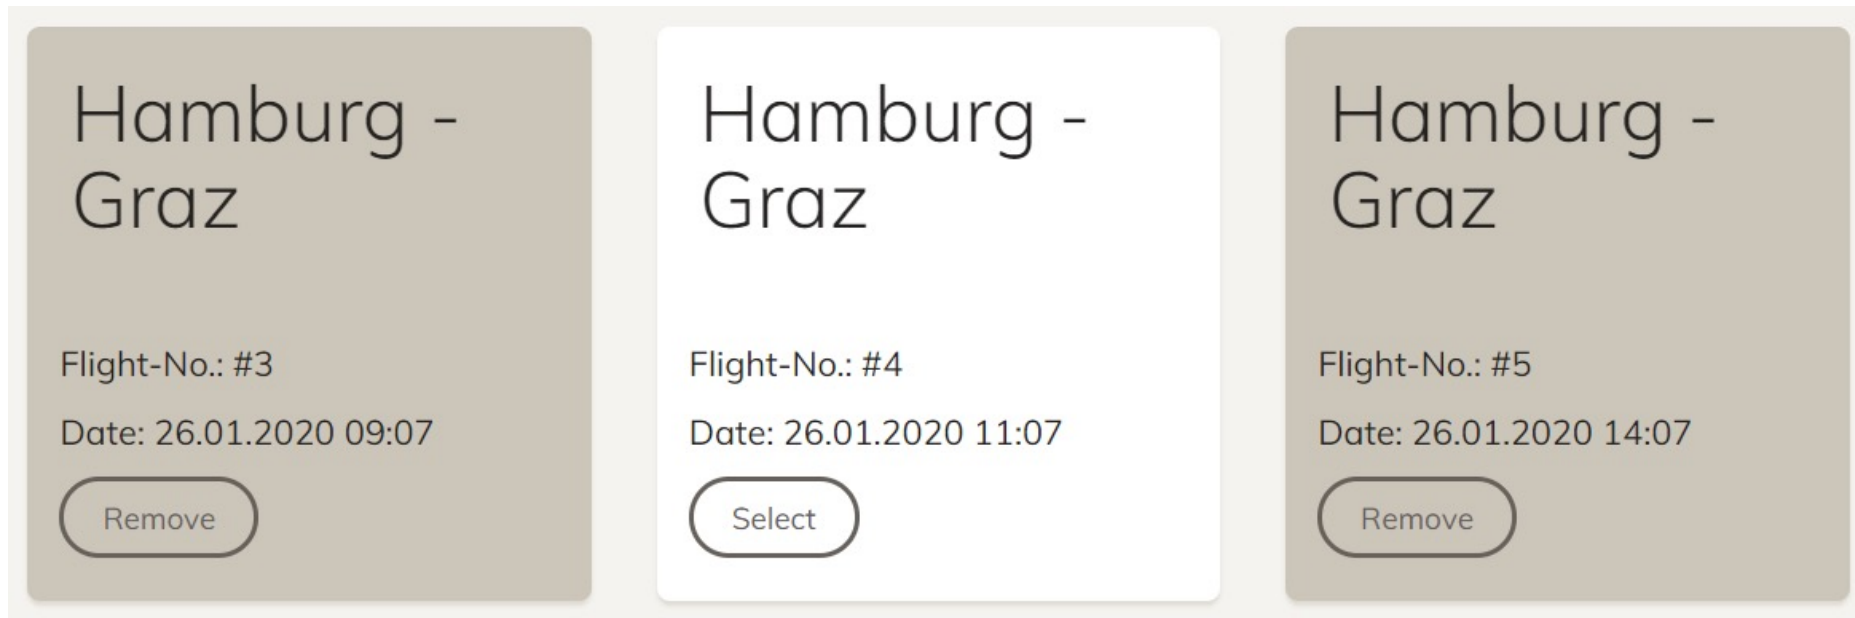 Hamburg -
Graz
Flight-No.: #3
Date: 26.01.2020 09:07
Remove
Hamburg -
Graz
Flight-No.: #4
Date: 26.01.2020 11:07
Select
Hamburg -
Graz
Flight-No.: #5
Date: 26.01.2020 14:07
Remove